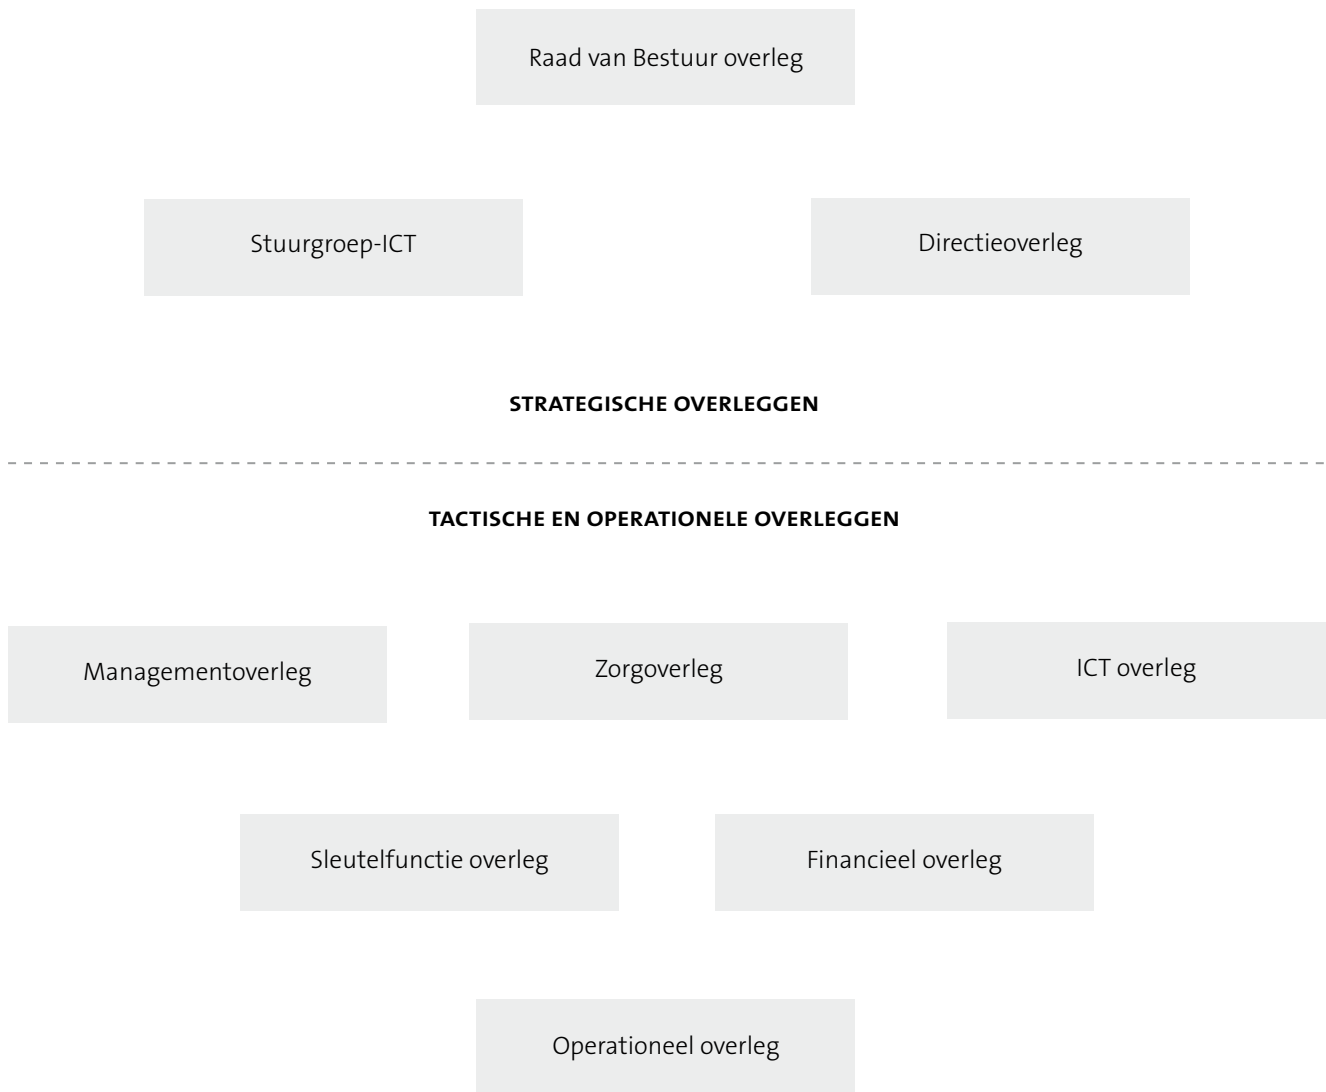 Raad van Bestuur overleg
Stuurgroep-ICT
Directieoverleg
STRATEGISCHE OVERLEGGEN
TACTISCHE EN OPERATIONELE OVERLEGGEN
Managementoverleg
Zorgoverleg
ICT overleg
Sleutelfunctie overleg
Financieel overleg
Operationeel overleg